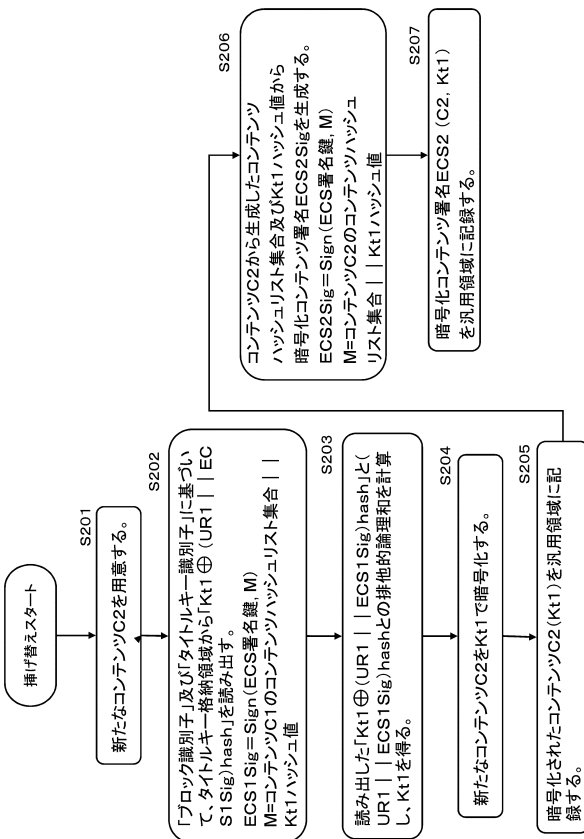 挿げ替えスタート
S201
新たなコンテンツC2を用意する。
S202
「ブロック識別子」及び「タイトルキー識別子」に基づい
て、タイトルキー格納領域から「Kt1⊕(UR1||EC
S1Sig)hash」を読み出す。
ECS1Sig=Sign(ECS署名鍵,M)
M=コンテンツC1のコンテンツハッシュリスト集合||
Kt1ハッシュ値
S203
読み出した「Kt1⊕(UR1||ECS1Sig)hash」と(
UR1||ECS1Sig)hashとの排他的論理和を計算
し、Kt1を得る。
S204
新たなコンテンツC2をKt1で暗号化する。
S205
暗号化されたコンテンツC2(Kt1)を汎用領域に記
録する。
S206
コンテンツC2から生成したコンテンツ
ハッシュリスト集合及びKt1ハッシュ値から
暗号化コンテンツ署名ECS2Sigを生成する。
ECS2Sig=Sign(ECS署名鍵,M)
M=コンテンツC2のコンテンツハッシュ
リスト集合||Kt1ハッシュ値
S207
暗号化コンテンツ署名ECS2(C2,Kt1)
を汎用領域に記録する。